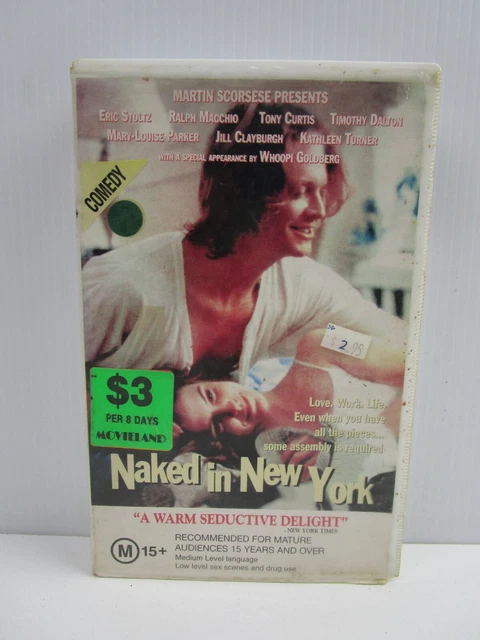 MARTIN SCORSESE PRESENTS
ERIC STOLTZ RALPH MACCHIO TONY CURTIS TIMOTHY DALTON
MARY-LOUISE PARKER JILL CLAYBURGH KATHLEEN TURNER
WITH A SPECIAL APPEARANCE BY WHOOPI GOLDBERG
COMEDY
$ 2.95
$3
PER 8 DAYS
MOVIELAND
Love. Work. Life.
Even when you have
all the pieces...
some assembly is required
Naked in New York
"A WARM SEDUCTIVE DELIGHT"
- NEW YORK TIMES
M 15+
RECOMMENDED FOR MATURE
AUDIENCES 15 YEARS AND OVER
Medium Level language
Low level sex scenes and drug use